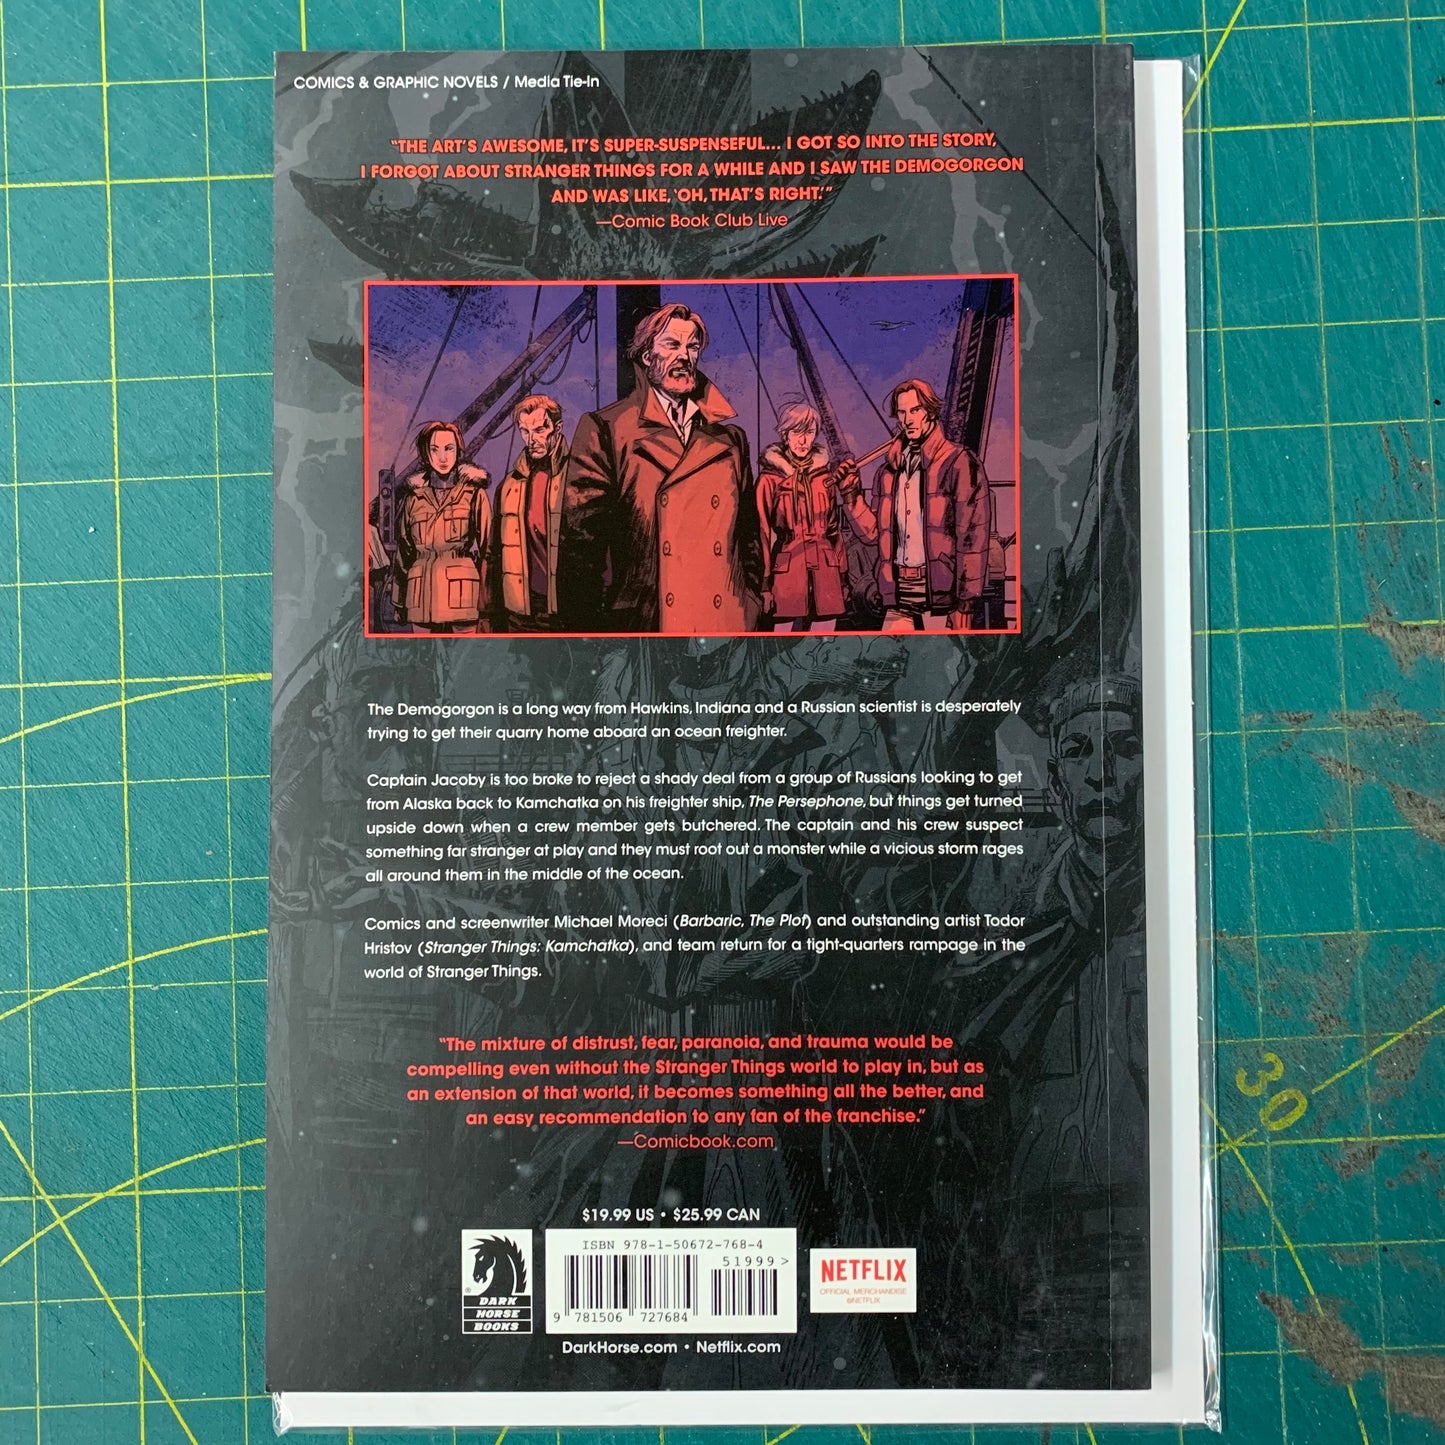 COMICS & GRAPHIC NOVELS / Media Tie-In
“THE ART’S AWESOME, IT’S SUPER-SUSPENSEFUL... I GOT SO INTO THE STORY,
I FORGOT ABOUT STRANGER THINGS FOR A WHILE AND I SAW THE DEMOGORGON
AND WAS LIKE, ‘OH, THAT’S RIGHT.’”
—Comic Book Club Live
The Demogorgon is a long way from Hawkins, Indiana and a Russian scientist is desperately
trying to get their quarry home aboard an ocean freighter.
Captain Jacoby is too broke to reject a shady deal from a group of Russians looking to get
from Alaska back to Kamchatka on his freighter ship, The Persephone, but things get turned
upside down when a crew member gets butchered. The captain and his crew suspect
something far stranger at play and they must root out a monster while a vicious storm rages
all around them in the middle of the ocean.
Comics and screenwriter Michael Moreci (Barbaric, The Plot) and outstanding artist Todor
Hristov (Stranger Things: Kamchatka), and team return for a tight-quarters rampage in the
world of Stranger Things.
“The mixture of distrust, fear, paranoia, and trauma would be
compelling even without the Stranger Things world to play in, but as
an extension of that world, it becomes something all the better, and
an easy recommendation to any fan of the franchise.”
—Comicbook.com
$19.99 US • $25.99 CAN
ISBN 978-1-50672-768-4
51999>
9 781506 727684
DARK
HORSE
BOOKS
®
NETFLIX
OFFICIAL MERCHANDISE
©NETFLIX
DarkHorse.com • Netflix.com
30